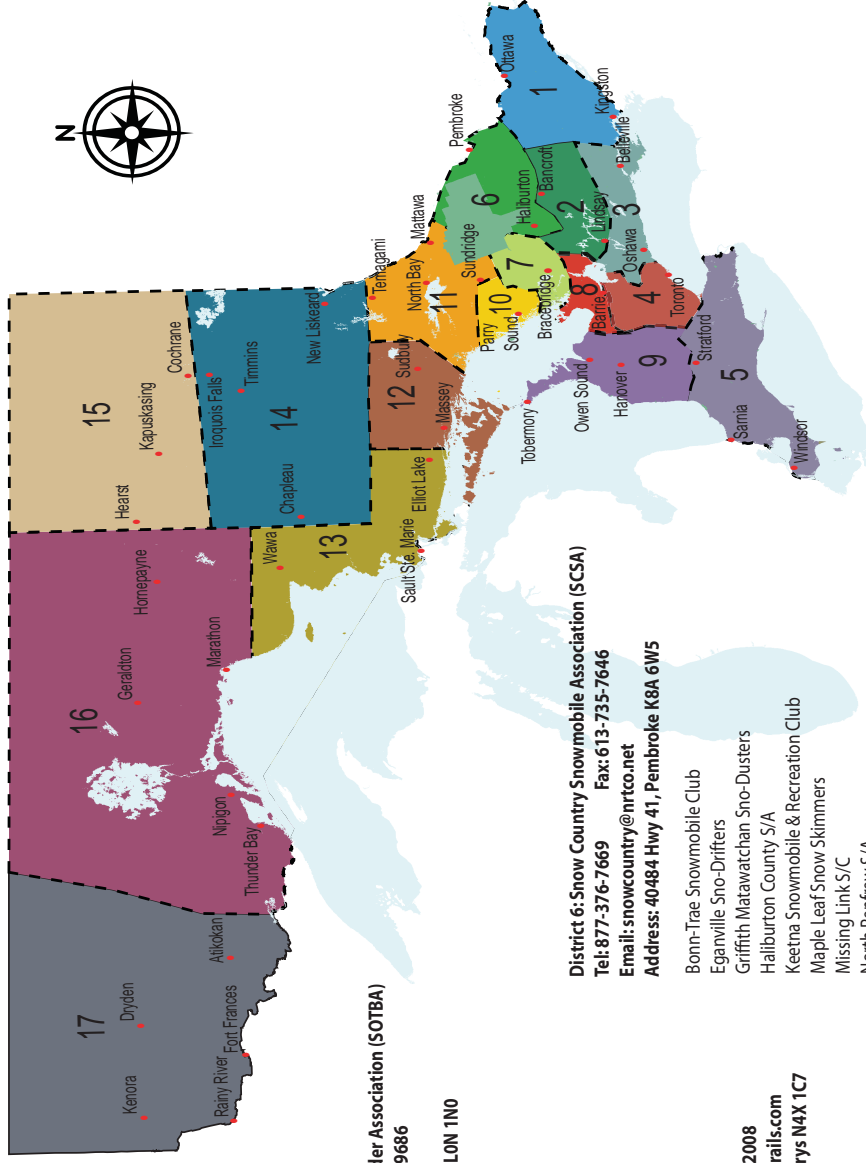 N
17
Kenora
Dryden
Rainy River
Fort Frances
Atikokan
16
Geraldton
Hornepayne
Nipigon
Thunder Bay
Marathon
15
Hearst
Kapuskasing
Cochrane
14
Iroquois Falls
Timmins
Chapleau
New Liskeard
13
Wawa
Sault Ste. Marie
Elliot Lake
12
Sudbury
Massey
11
Temagami
North Bay
Mattawa
Sundridge
10
Parry
Sound
7
Bracebridge
6
Pembroke
Haliburton
2
Bancroft
Lindsay
1
Ottawa
Kingston
3
Belleville
Oshawa
8
Barrie
4
Toronto
9
Tobermory
Owen Sound
Hanover
5
Stratford
Sarnia
Windsor
ler Association (SOTBA)
9686
L0N 1N0
2008
rails.com
rys N4X 1C7
District 6: Snow Country Snowmobile Association (SCSA)
Tel: 877-376-7669 Fax: 613-735-7646
Email: snowcountry@nrtco.net
Address: 40484 Hwy 41, Pembroke K8A 6W5
Bonn-Trae Snowmobile Club
Eganville Sno-Drifters
Griffith Matawatchan Sno-Dusters
Haliburton County S/A
Keetna Snowmobile & Recreation Club
Maple Leaf Snow Skimmers
Missing Link S/C
North Renfrew S/A